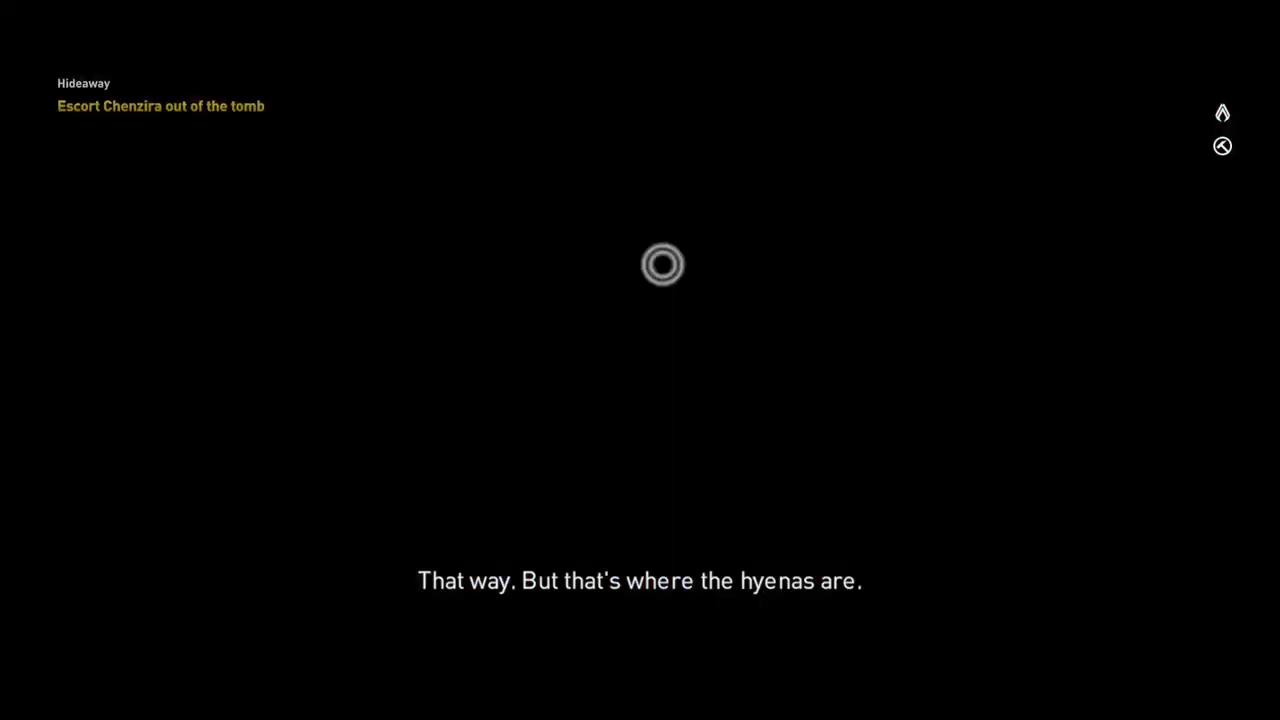 Hideaway
Escort Chenzira out of the tomb
That way. But that's where the hyenas are.